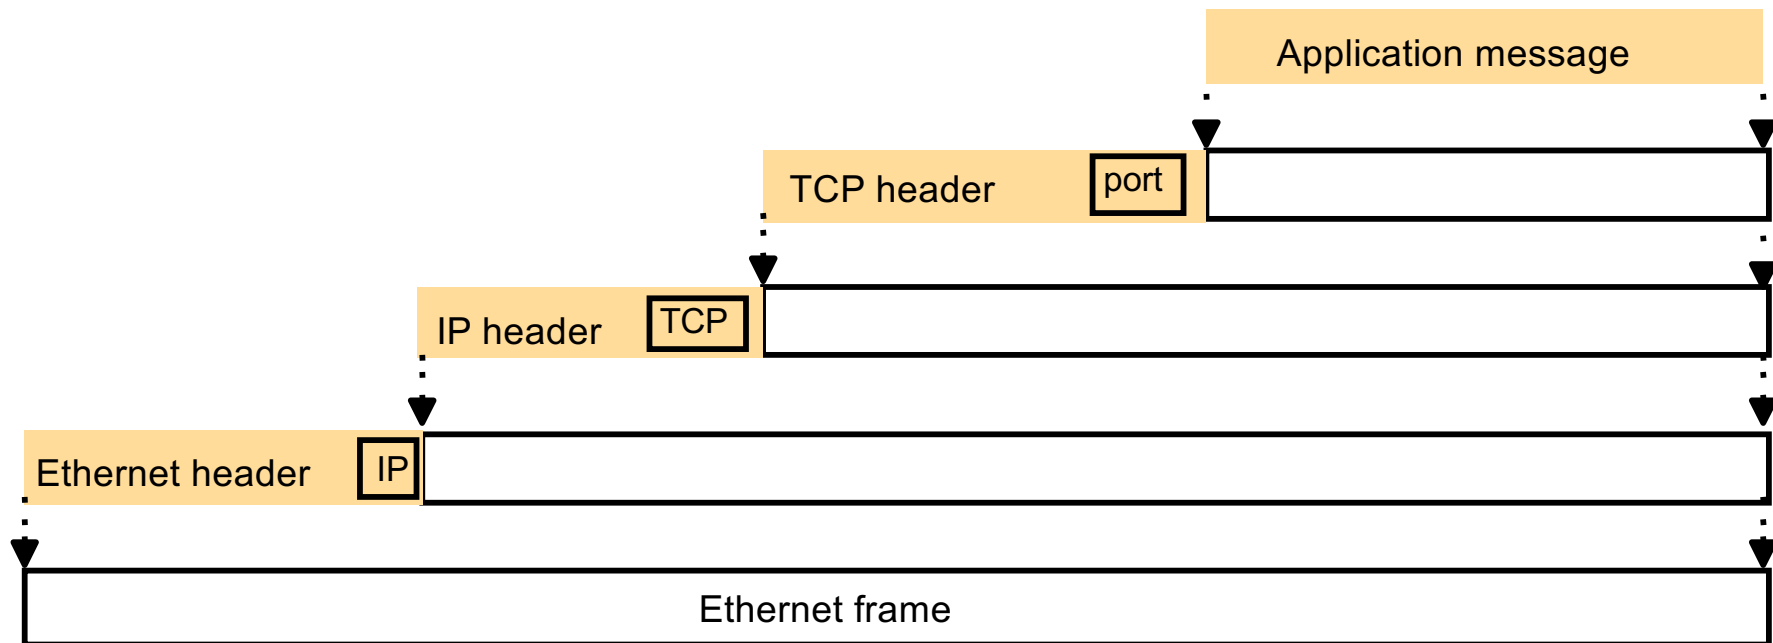 Application message
TCP header port
IP header TCP
Ethernet header IP
Ethernet frame